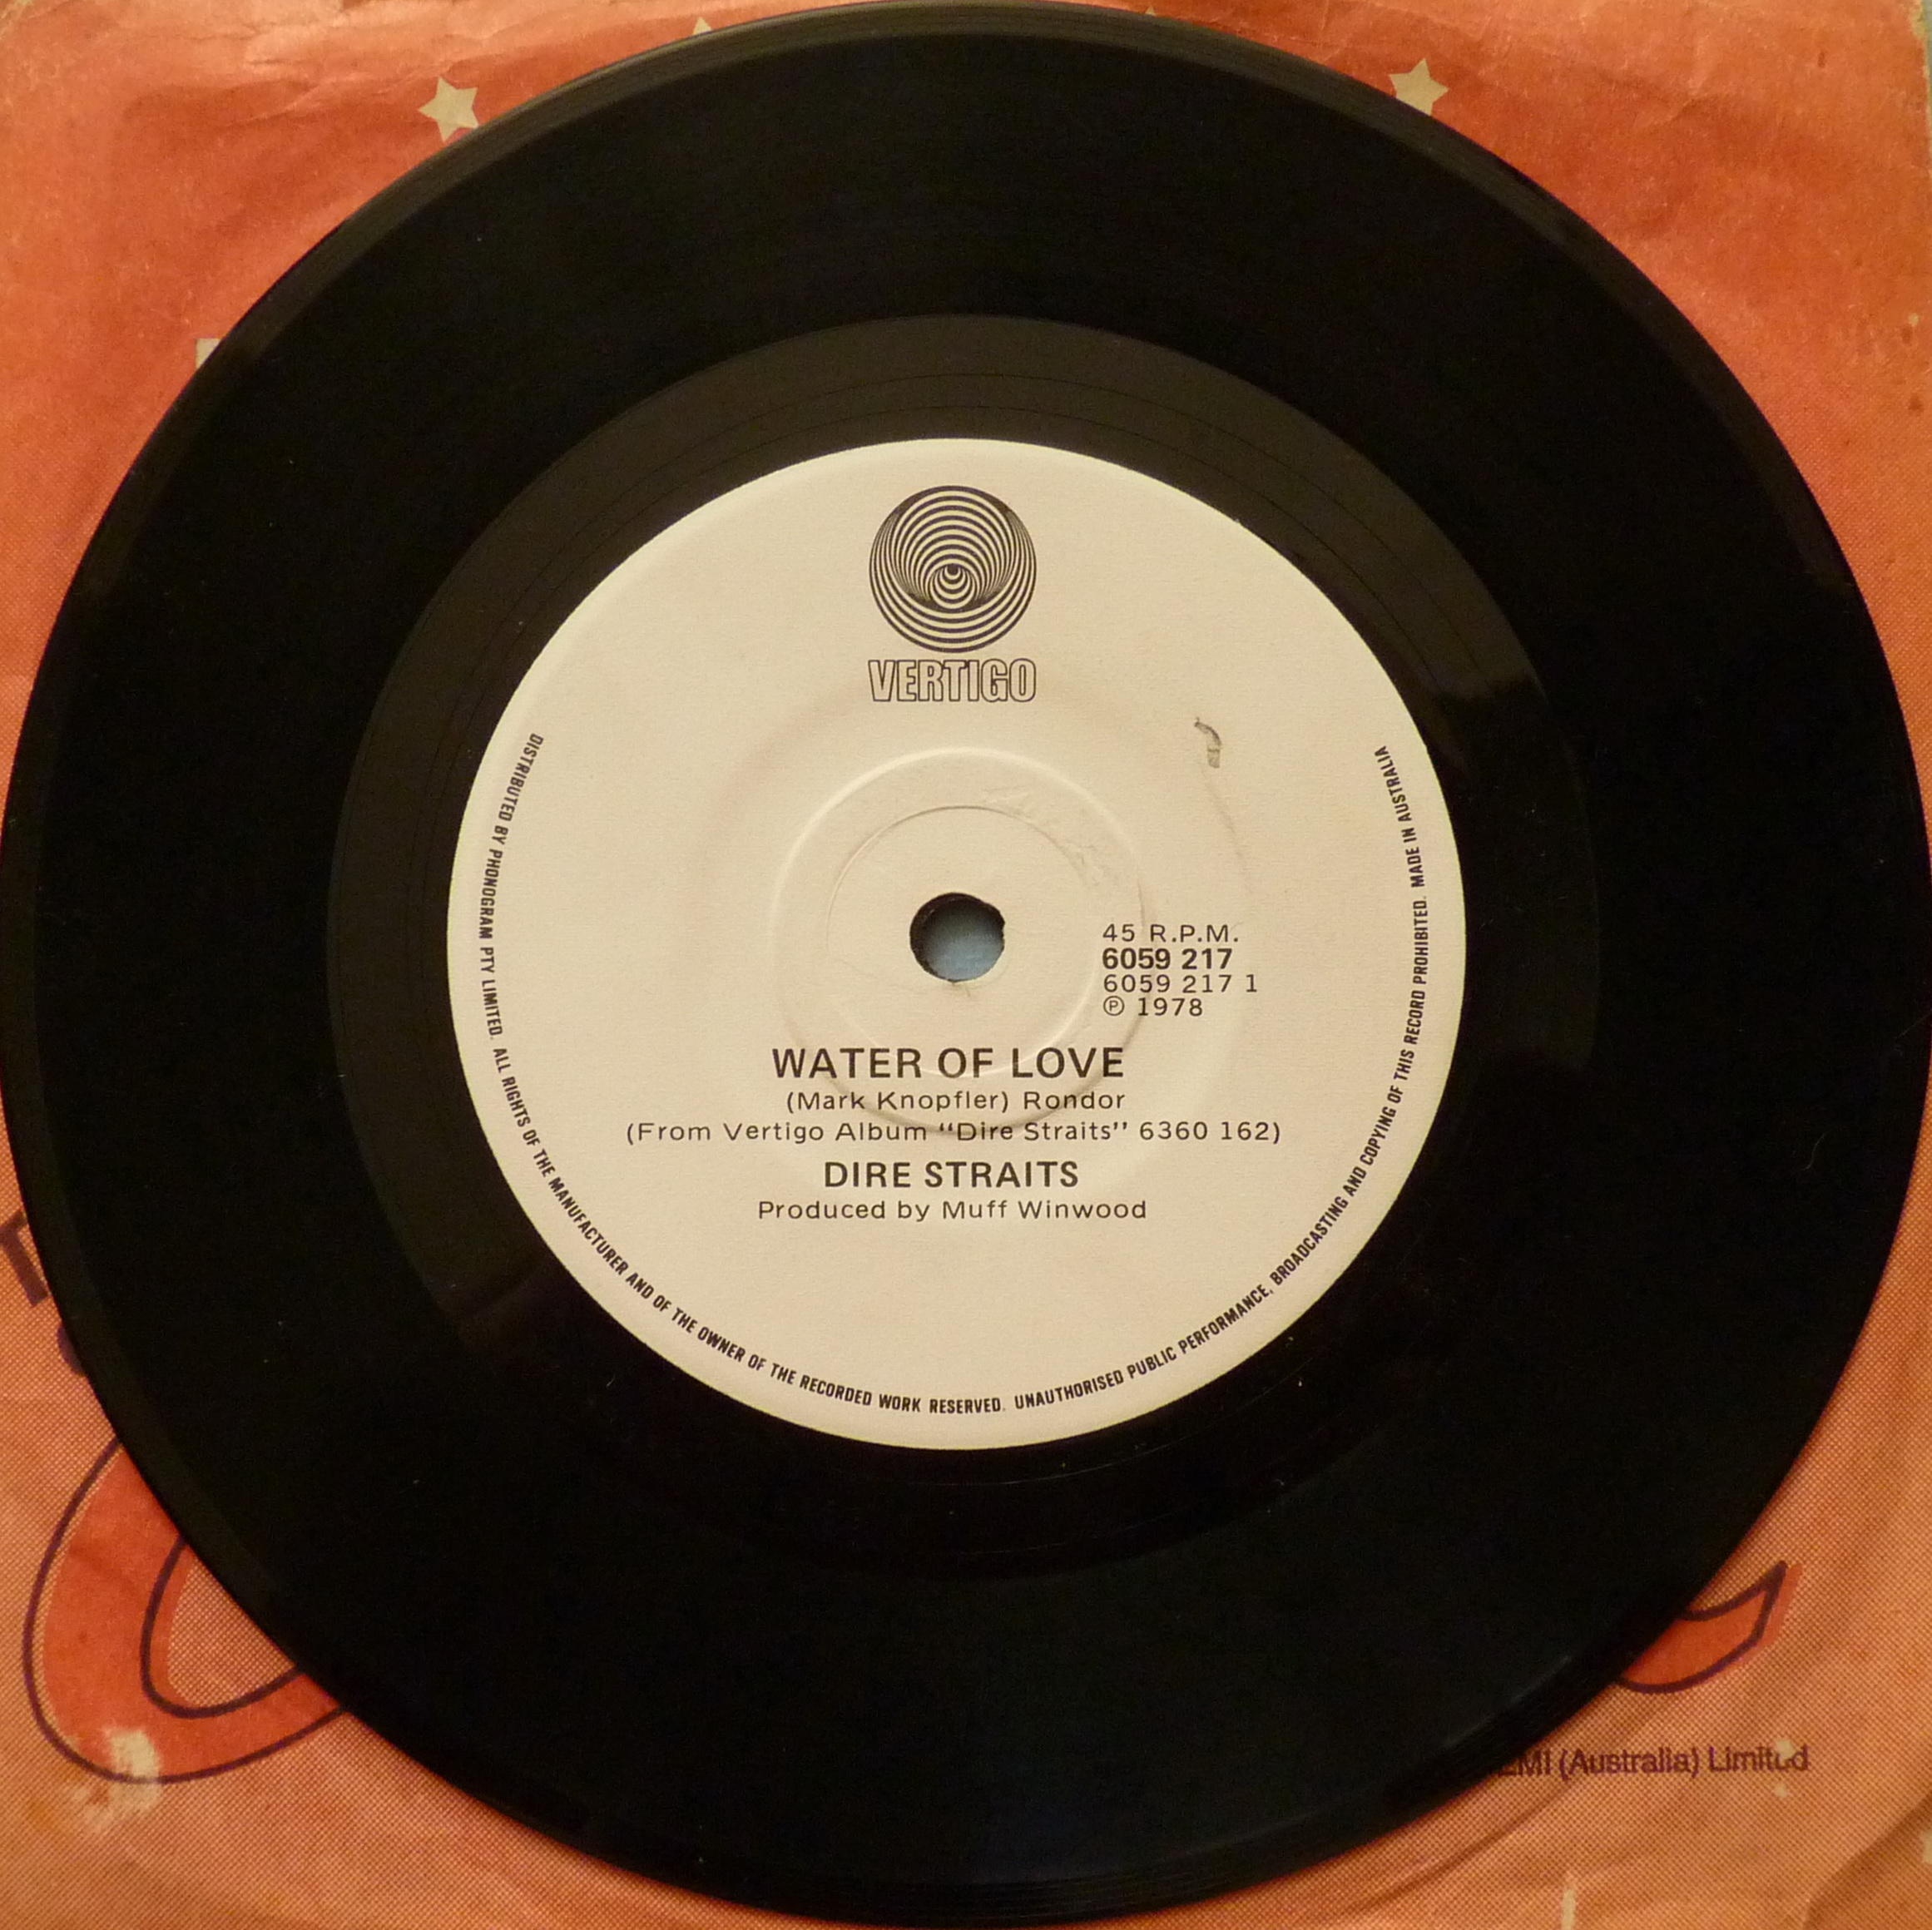 VERTIGO
45 R.P.M.
6059 217
6059 217 1
Ⓟ 1978
WATER OF LOVE
(Mark Knopfler) Rondor
(From Vertigo Album “Dire Straits” 6360 162)
DIRE STRAITS
Produced by Muff Winwood
DISTRIBUTED BY PHONOGRAM PTY LIMITED. ALL RIGHTS OF THE MANUFACTURER AND OF THE OWNER OF THE RECORDED WORK RESERVED. UNAUTHORISED PUBLIC PERFORMANCE, BROADCASTING AND COPYING OF THIS RECORD PROHIBITED. MADE IN AUSTRALIA
EMI (Australia) Limited